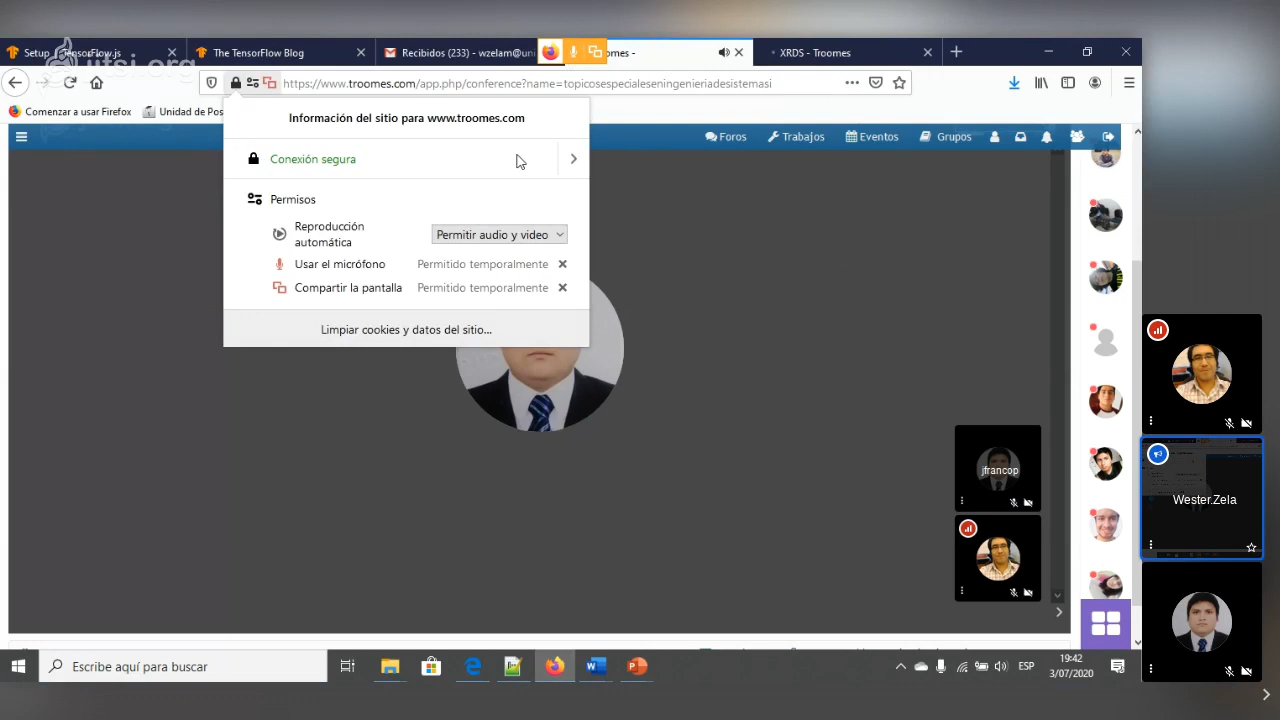 Setup | TensorFlow.js
The TensorFlow Blog
Recibidos (233) - wzelam@un
omes -
XRDS - Troomes
jitsi.org
https://www.troomes.com/app.php/conference?name=topicosespecialeseningenieriadesistemasi
Comenzar a usar Firefox
Unidad de Pos
Información del sitio para www.troomes.com
Foros
Trabajos
Eventos
Grupos
Conexión segura
Permisos
Reproducción
automática
Permitir audio y video
Usar el micrófono
Permitido temporalmente
Compartir la pantalla
Permitido temporalmente
Limpiar cookies y datos del sitio...
jfrancop
Wester.Zela
Escribe aquí para buscar
ESP
19:42
3/07/2020